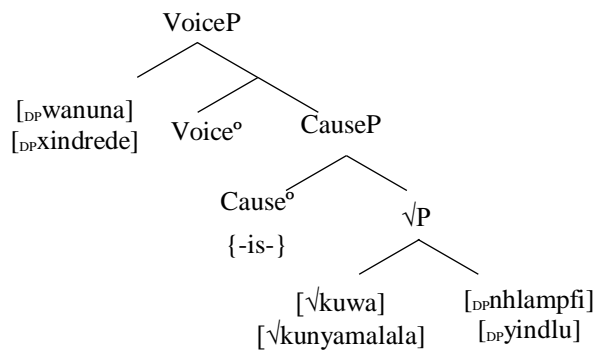 VoiceP
[DPwanuna]
[DPxindrede]
Voiceº
CauseP
Causeº
{-is-}
√P
[√kuwa]
[√kunyamalala]
[DPnhlampfi]
[DPyindlu]